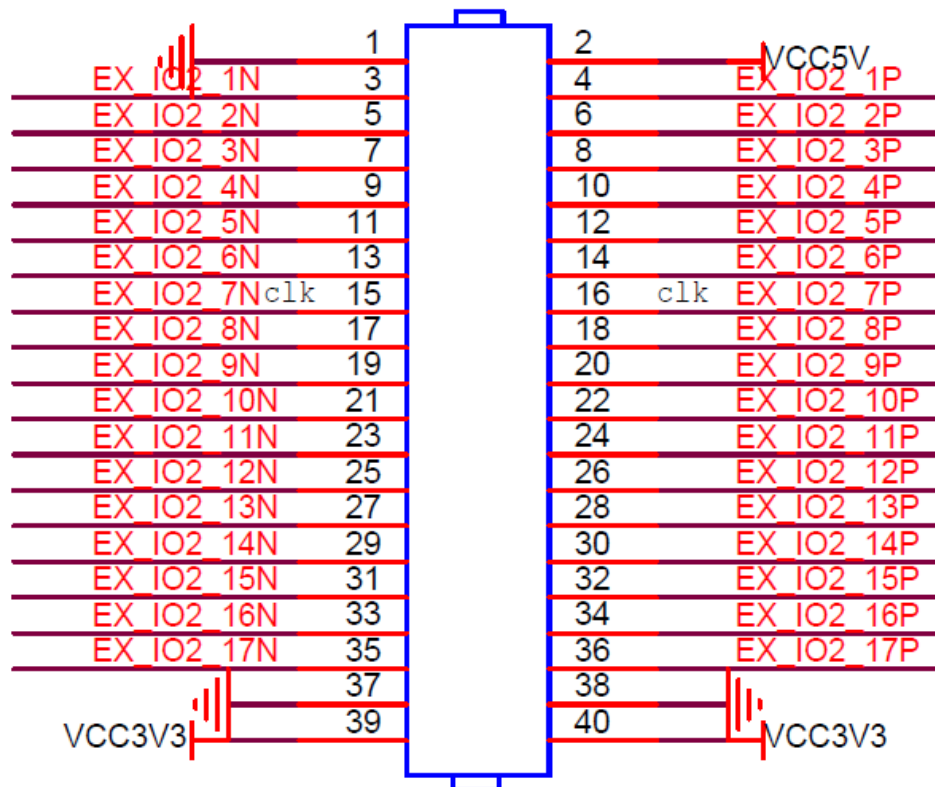 1 2 VCC5V
EX_IO2_1N 3 4 EX_IO2_1P
EX_IO2_2N 5 6 EX_IO2_2P
EX_IO2_3N 7 8 EX_IO2_3P
EX_IO2_4N 9 10 EX_IO2_4P
EX_IO2_5N 11 12 EX_IO2_5P
EX_IO2_6N 13 14 EX_IO2_6P
EX_IO2_7N clk 15 16 clk EX_IO2_7P
EX_IO2_8N 17 18 EX_IO2_8P
EX_IO2_9N 19 20 EX_IO2_9P
EX_IO2_10N 21 22 EX_IO2_10P
EX_IO2_11N 23 24 EX_IO2_11P
EX_IO2_12N 25 26 EX_IO2_12P
EX_IO2_13N 27 28 EX_IO2_13P
EX_IO2_14N 29 30 EX_IO2_14P
EX_IO2_15N 31 32 EX_IO2_15P
EX_IO2_16N 33 34 EX_IO2_16P
EX_IO2_17N 35 36 EX_IO2_17P
37 38
VCC3V3 39 40 VCC3V3